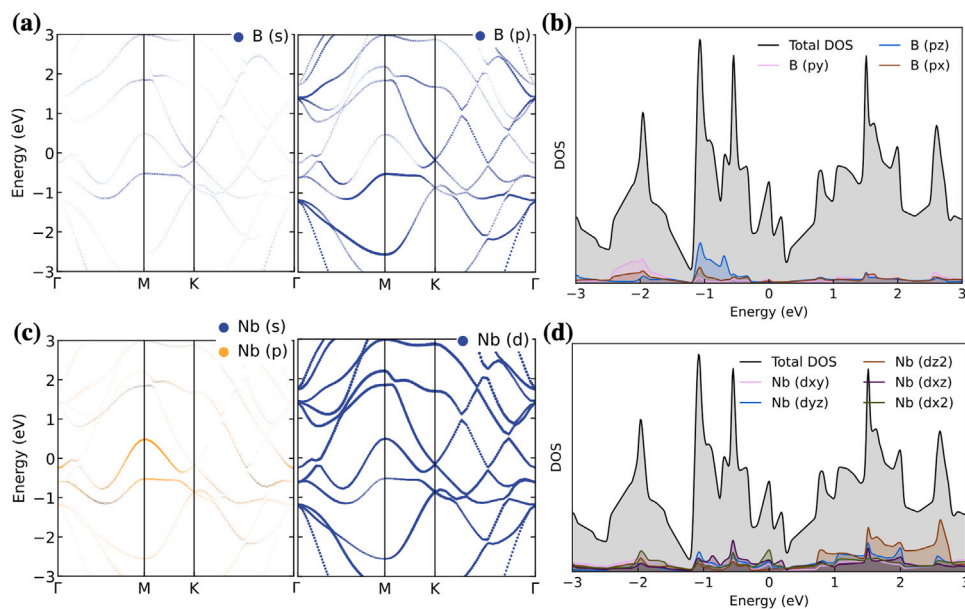 (a)
B (s)
B (p)
3
2
1
0
−1
−2
−3
Energy (eV)
Γ
M
K
Γ
M
K
Γ
(b)
Total DOS
B (py)
B (pz)
B (px)
DOS
−3
−2
−1
0
1
2
3
Energy (eV)
(c)
Nb (s)
Nb (p)
Nb (d)
3
2
1
0
−1
−2
−3
Energy (eV)
Γ
M
K
Γ
M
K
Γ
(d)
Total DOS
Nb (dxy)
Nb (dyz)
Nb (dz2)
Nb (dxz)
Nb (dx2)
DOS
−3
−2
−1
0
1
2
3
Energy (eV)